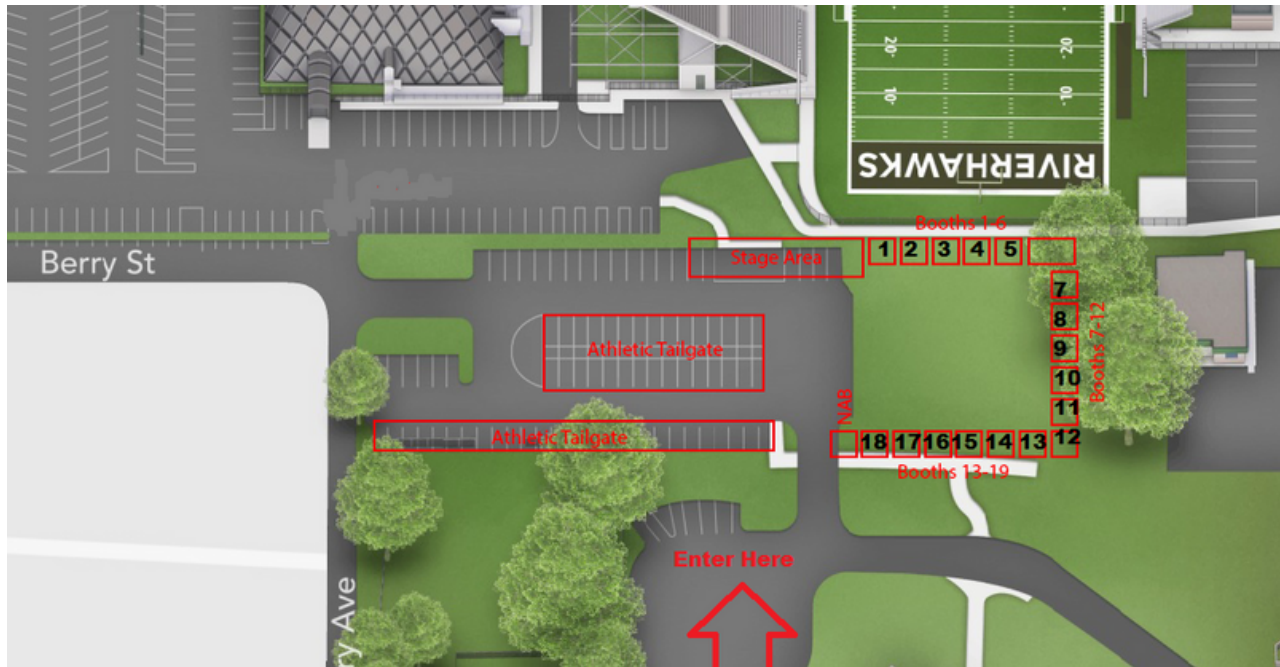 20
20
10
10
RIVERHAWKS
Booths 1-6
Berry St
Stage Area
1 2 3 4 5
7
8
9
10
11
12
Booths 7-12
Athletic Tailgate
NAB
Athletic Tailgate
18 17 16 15 14 13
Booths 13-19
Enter Here
ry Ave